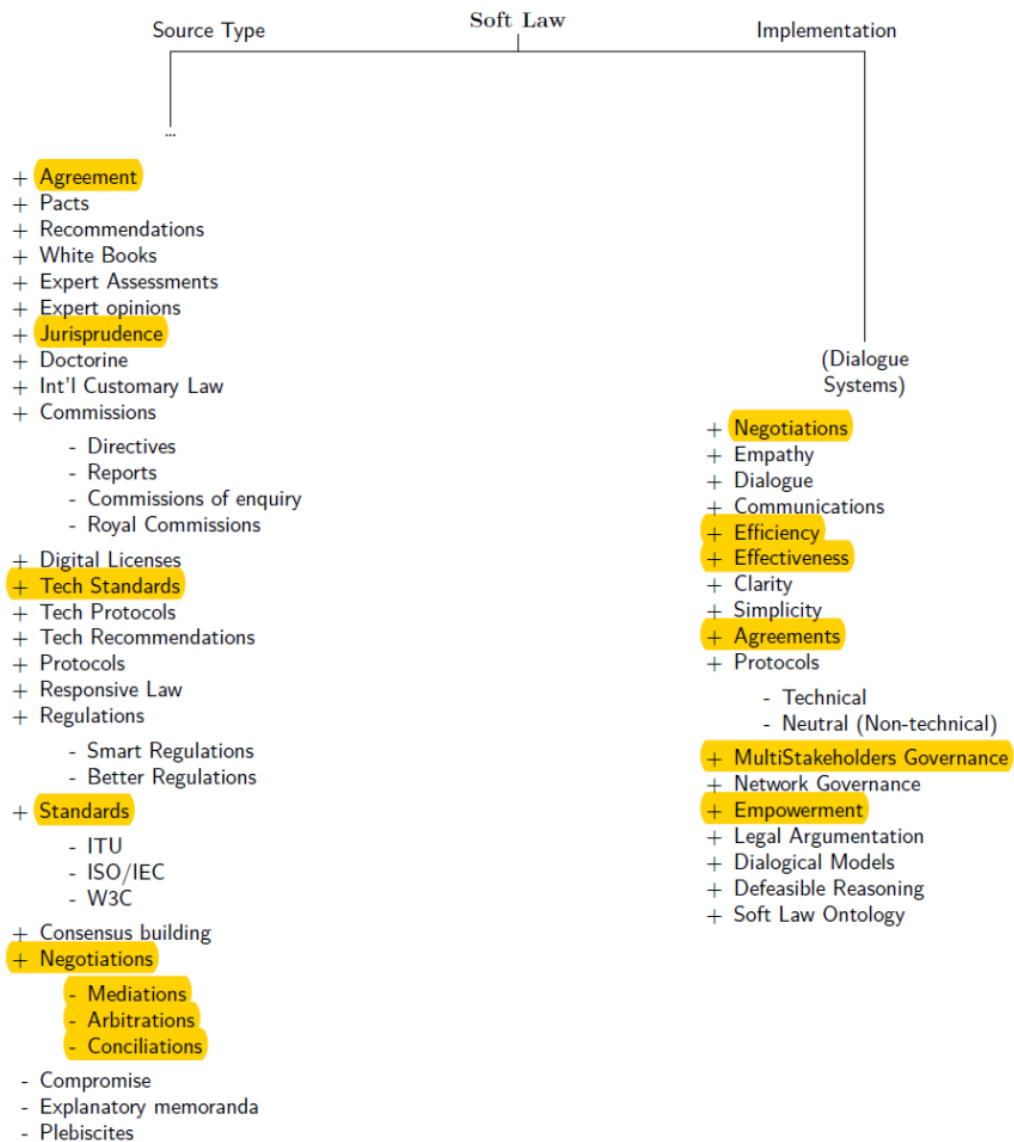 Soft Law
Source Type
Implementation
...
+ Agreement
+ Pacts
+ Recommendations
+ White Books
+ Expert Assessments
+ Expert opinions
+ Jurisprudence
+ Doctorine
+ Int'l Customary Law
+ Commissions
- Directives
- Reports
- Commissions of enquiry
- Royal Commissions
+ Digital Licenses
+ Tech Standards
+ Tech Protocols
+ Tech Recommendations
+ Protocols
+ Responsive Law
+ Regulations
- Smart Regulations
- Better Regulations
+ Standards
- ITU
- ISO/IEC
- W3C
+ Consensus building
+ Negotiations
- Mediations
- Arbitrations
- Conciliations
- Compromise
- Explanatory memoranda
- Plebiscites
(Dialogue
Systems)
+ Negotiations
+ Empathy
+ Dialogue
+ Communications
+ Efficiency
+ Effectiveness
+ Clarity
+ Simplicity
+ Agreements
+ Protocols
- Technical
- Neutral (Non-technical)
+ MultiStakeholders Governance
+ Network Governance
+ Empowerment
+ Legal Argumentation
+ Dialogical Models
+ Defeasible Reasoning
+ Soft Law Ontology